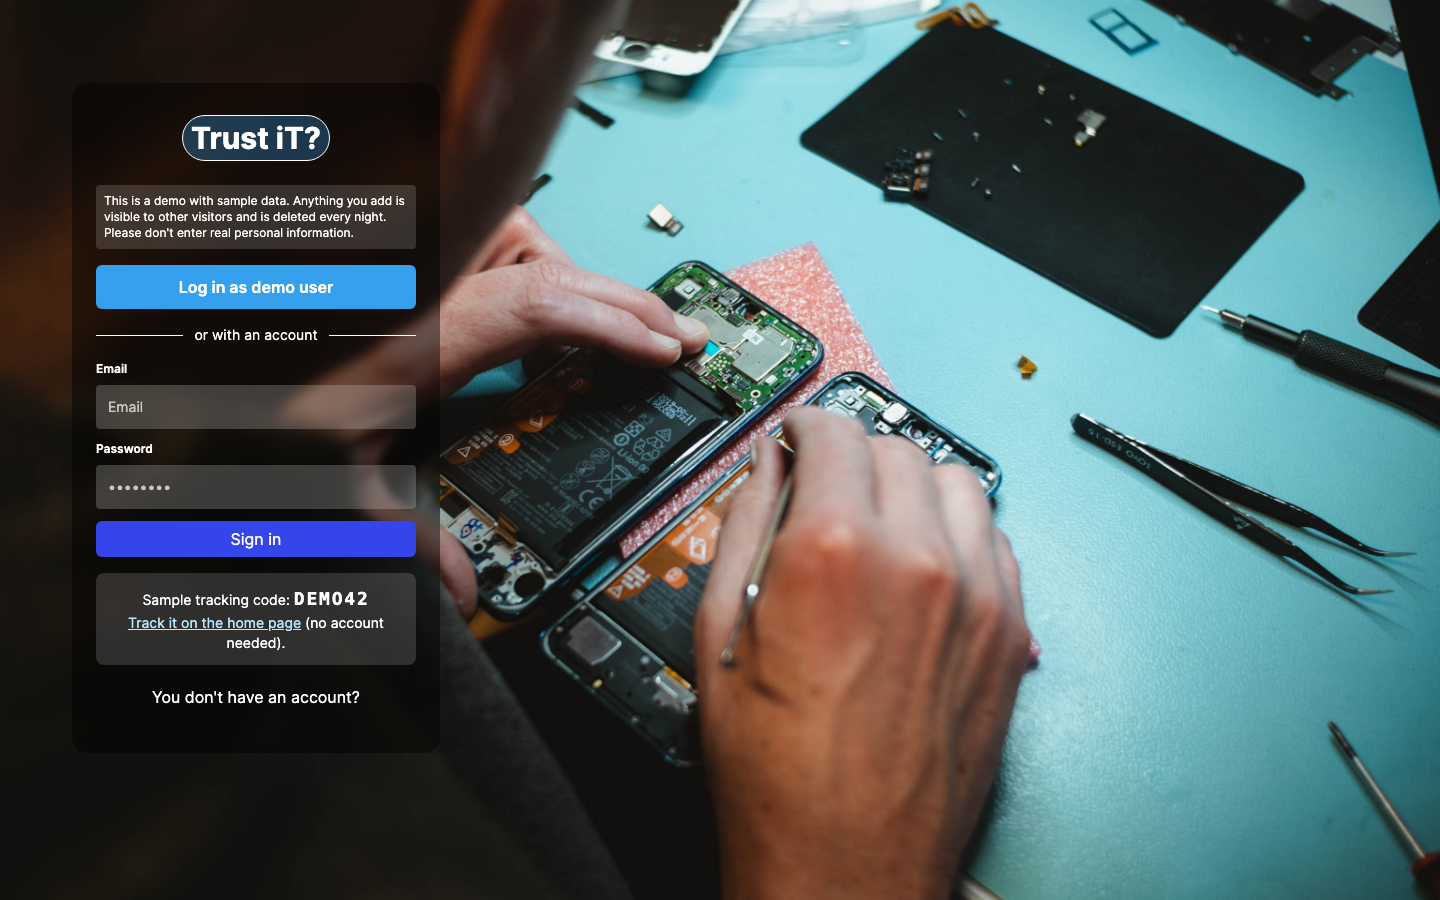 Trust iT?
This is a demo with sample data. Anything you add is
visible to other visitors and is deleted every night.
Please don't enter real personal information.
Log in as demo user
or with an account
Email
Email
Password
Sign in
Sample tracking code: DEMO42
Track it on the home page (no account
needed).
You don't have an account?